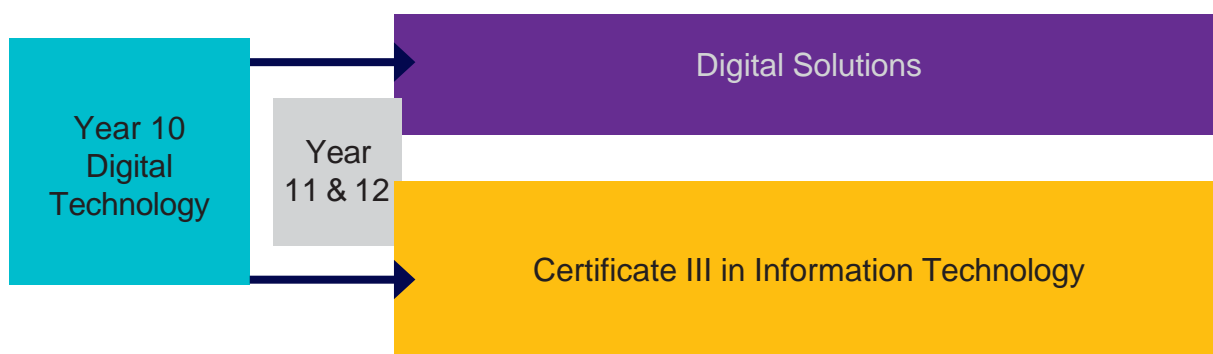 Year 10
Digital
Technology
Year
11 & 12
Digital Solutions
Certificate III in Information Technology